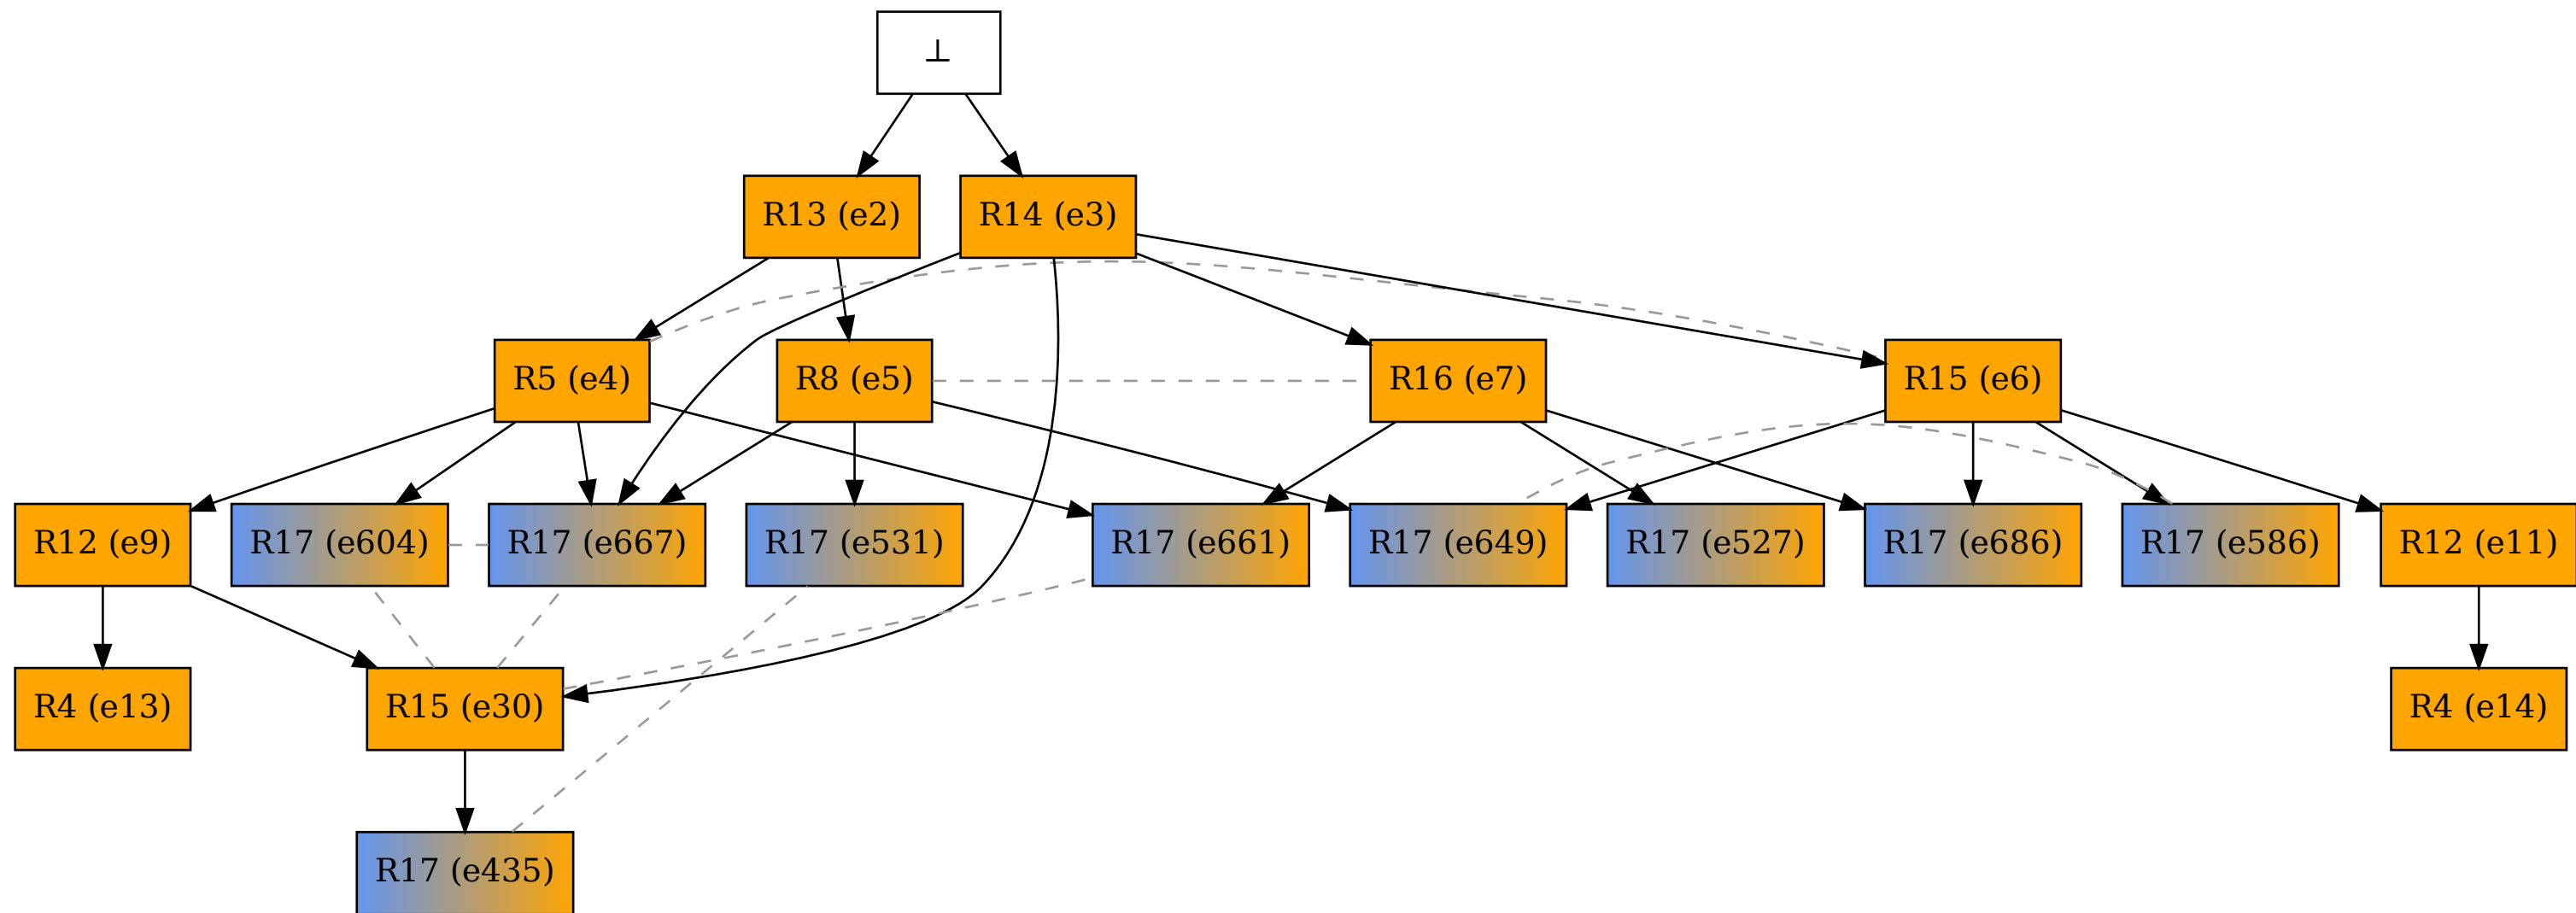 ⊥
R13 (e2)
R14 (e3)
R5 (e4)
R8 (e5)
R16 (e7)
R15 (e6)
R12 (e9)
R17 (e604)
R17 (e667)
R17 (e531)
R17 (e661)
R17 (e649)
R17 (e527)
R17 (e686)
R17 (e586)
R12 (e11)
R4 (e13)
R15 (e30)
R4 (e14)
R17 (e435)